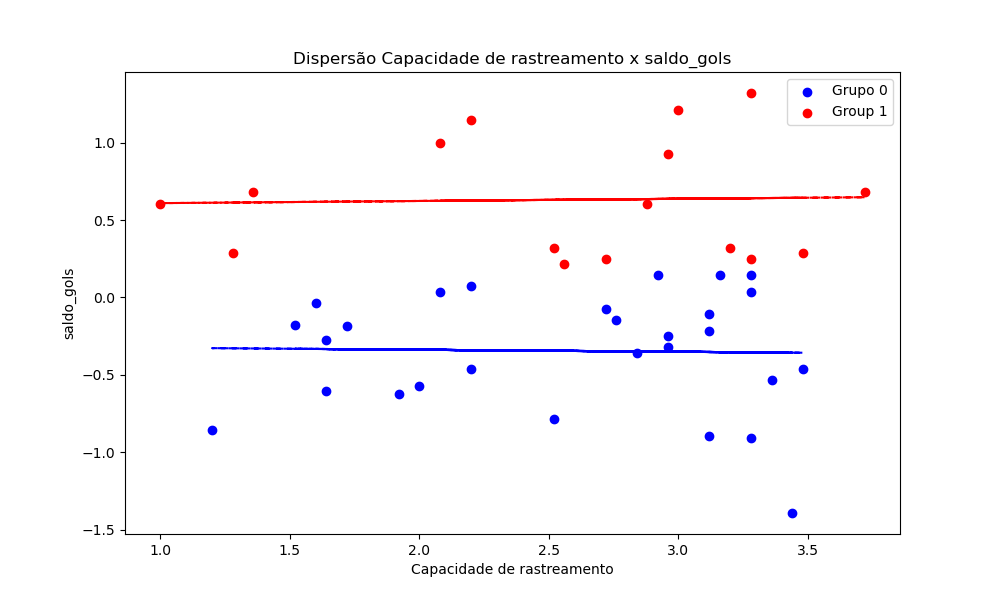 Dispersão Capacidade de rastreamento x saldo_gols
Grupo 0
Group 1
saldo_gols
1.0
0.5
0.0
−0.5
−1.0
−1.5
1.0 1.5 2.0 2.5 3.0 3.5
Capacidade de rastreamento